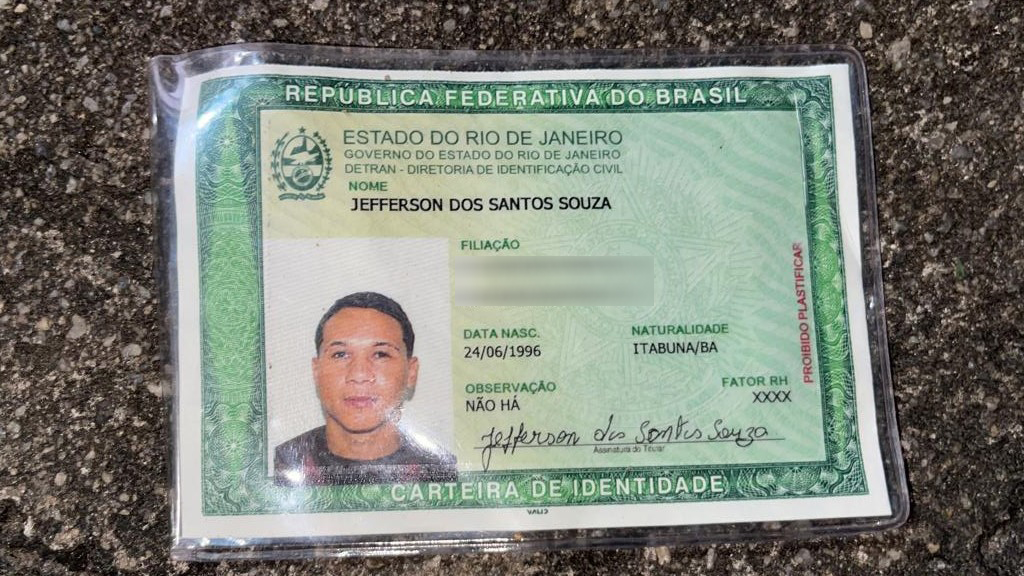 REPÚBLICA FEDERATIVA DO BRASIL
ESTADO DO RIO DE JANEIRO
GOVERNO DO ESTADO DO RIO DE JANEIRO
DETRAN - DIRETORIA DE IDENTIFICAÇÃO CIVIL
NOME
JEFFERSON DOS SANTOS SOUZA
FILIAÇÃO
DATA NASC.
NATURALIDADE
24/06/1996
ITABUNA/BA
OBSERVAÇÃO
FATOR RH
NÃO HÁ
XXXX
Jefferson dos Santos Souza
Assinatura do Titular
CARTEIRA DE IDENTIDADE
PROIBIDO PLASTIFICAR